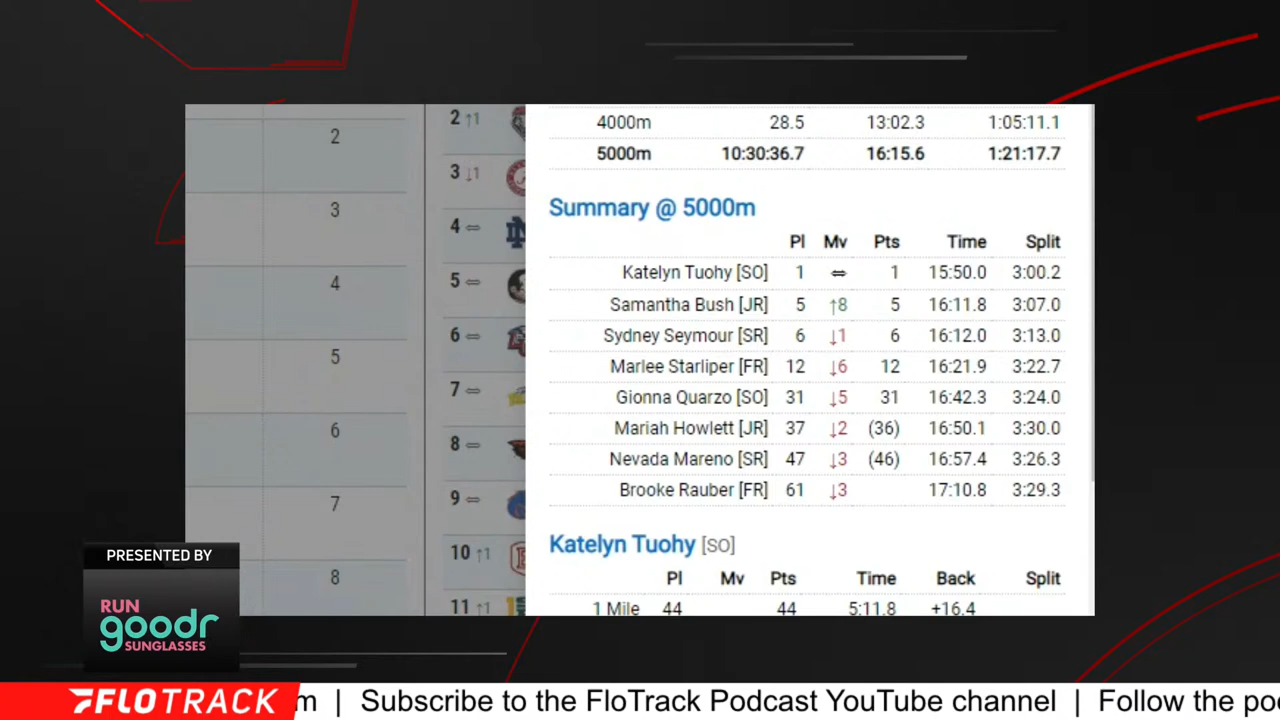 4000m 28.5 13:02.3 1:05:11.1
5000m 10:30:36.7 16:15.6 1:21:17.7
Summary @ 5000m
Pl Mv Pts Time Split
Katelyn Tuohy [SO] 1 ⇔ 1 15:50.0 3:00.2
Samantha Bush [JR] 5 ↑8 5 16:11.8 3:07.0
Sydney Seymour [SR] 6 ↓1 6 16:12.0 3:13.0
Marlee Starliper [FR] 12 ↓6 12 16:21.9 3:22.7
Gionna Quarzo [SO] 31 ↓5 31 16:42.3 3:24.0
Mariah Howlett [JR] 37 ↓2 (36) 16:50.1 3:30.0
Nevada Mareno [SR] 47 ↓3 (46) 16:57.4 3:26.3
Brooke Rauber [FR] 61 ↓3 17:10.8 3:29.3
Katelyn Tuohy [SO]
Pl Mv Pts Time Back Split
1 Mile 44 44 5:11.8 +16.4
2
3
4
5
6
7
8
2 ↑1
3 ↓1
4 ⇔
5 ⇔
6 ⇔
7 ⇔
8 ⇔
9 ⇔
10 ↑1
11 ↑1
PRESENTED BY
RUN
goodr
SUNGLASSES
FLOTRACK m | Subscribe to the FloTrack Podcast YouTube channel | Follow the po